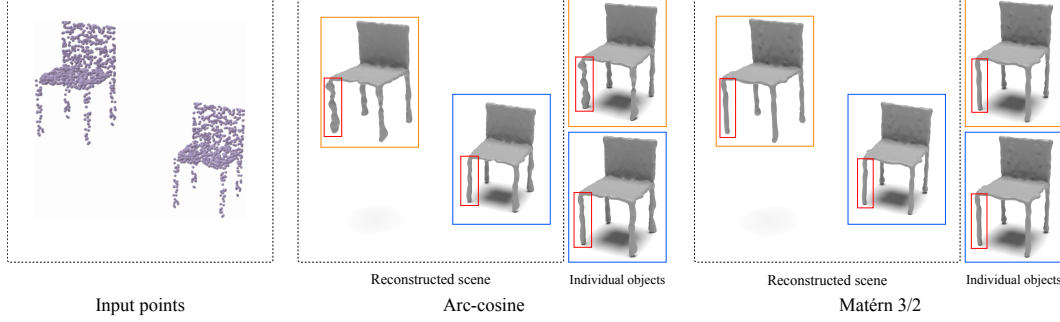 Reconstructed scene
Individual objects
Reconstructed scene
Individual objects
Input points
Arc-cosine
Matérn 3/2